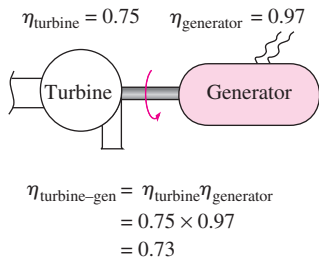 ηturbine = 0.75 ηgenerator = 0.97
Turbine Generator
ηturbine–gen = ηturbineηgenerator
= 0.75 × 0.97
= 0.73